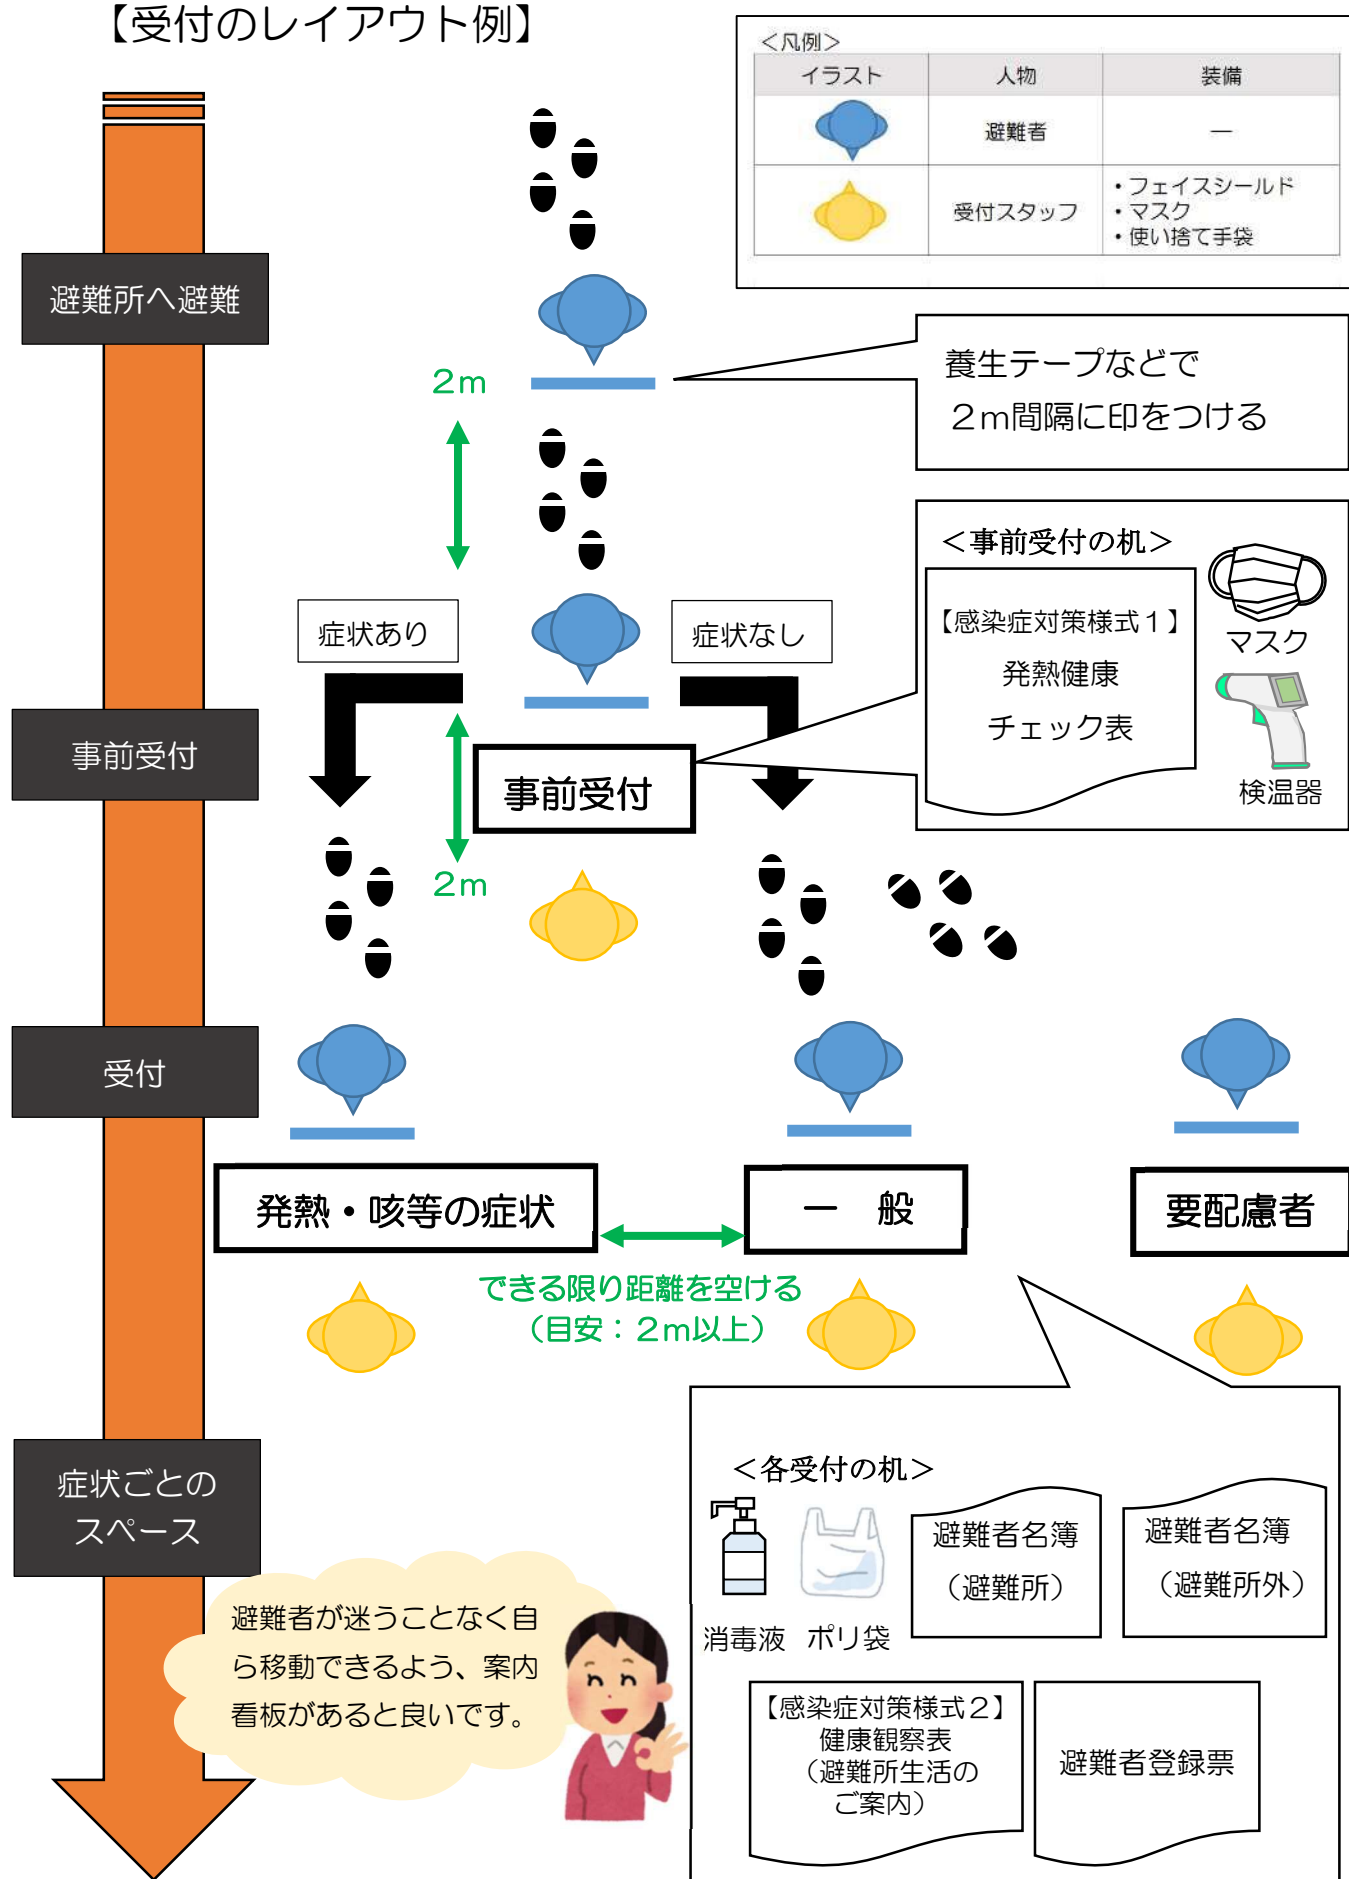 【受付のレイアウト例】
＜凡例＞
イラスト 人物 装備
避難者 ―
受付スタッフ
・フェイスシールド
・マスク
・使い捨て手袋
避難所へ避難
2m
養生テープなどで
２ｍ間隔に印をつける
＜事前受付の机＞
【感染症対策様式１】
発熱健康
チェック表
マスク
検温器
症状あり
症状なし
事前受付
事前受付
2m
受付
発熱・咳等の症状
一　般
要配慮者
できる限り距離を空ける
（目安：２ｍ以上）
症状ごとの
スペース
＜各受付の机＞
消毒液
ポリ袋
避難者名簿
（避難所）
避難者名簿
（避難所外）
【感染症対策様式２】
健康観察表
（避難所生活の
ご案内）
避難者登録票
避難者が迷うことなく自
ら移動できるよう、案内
看板があると良いです。